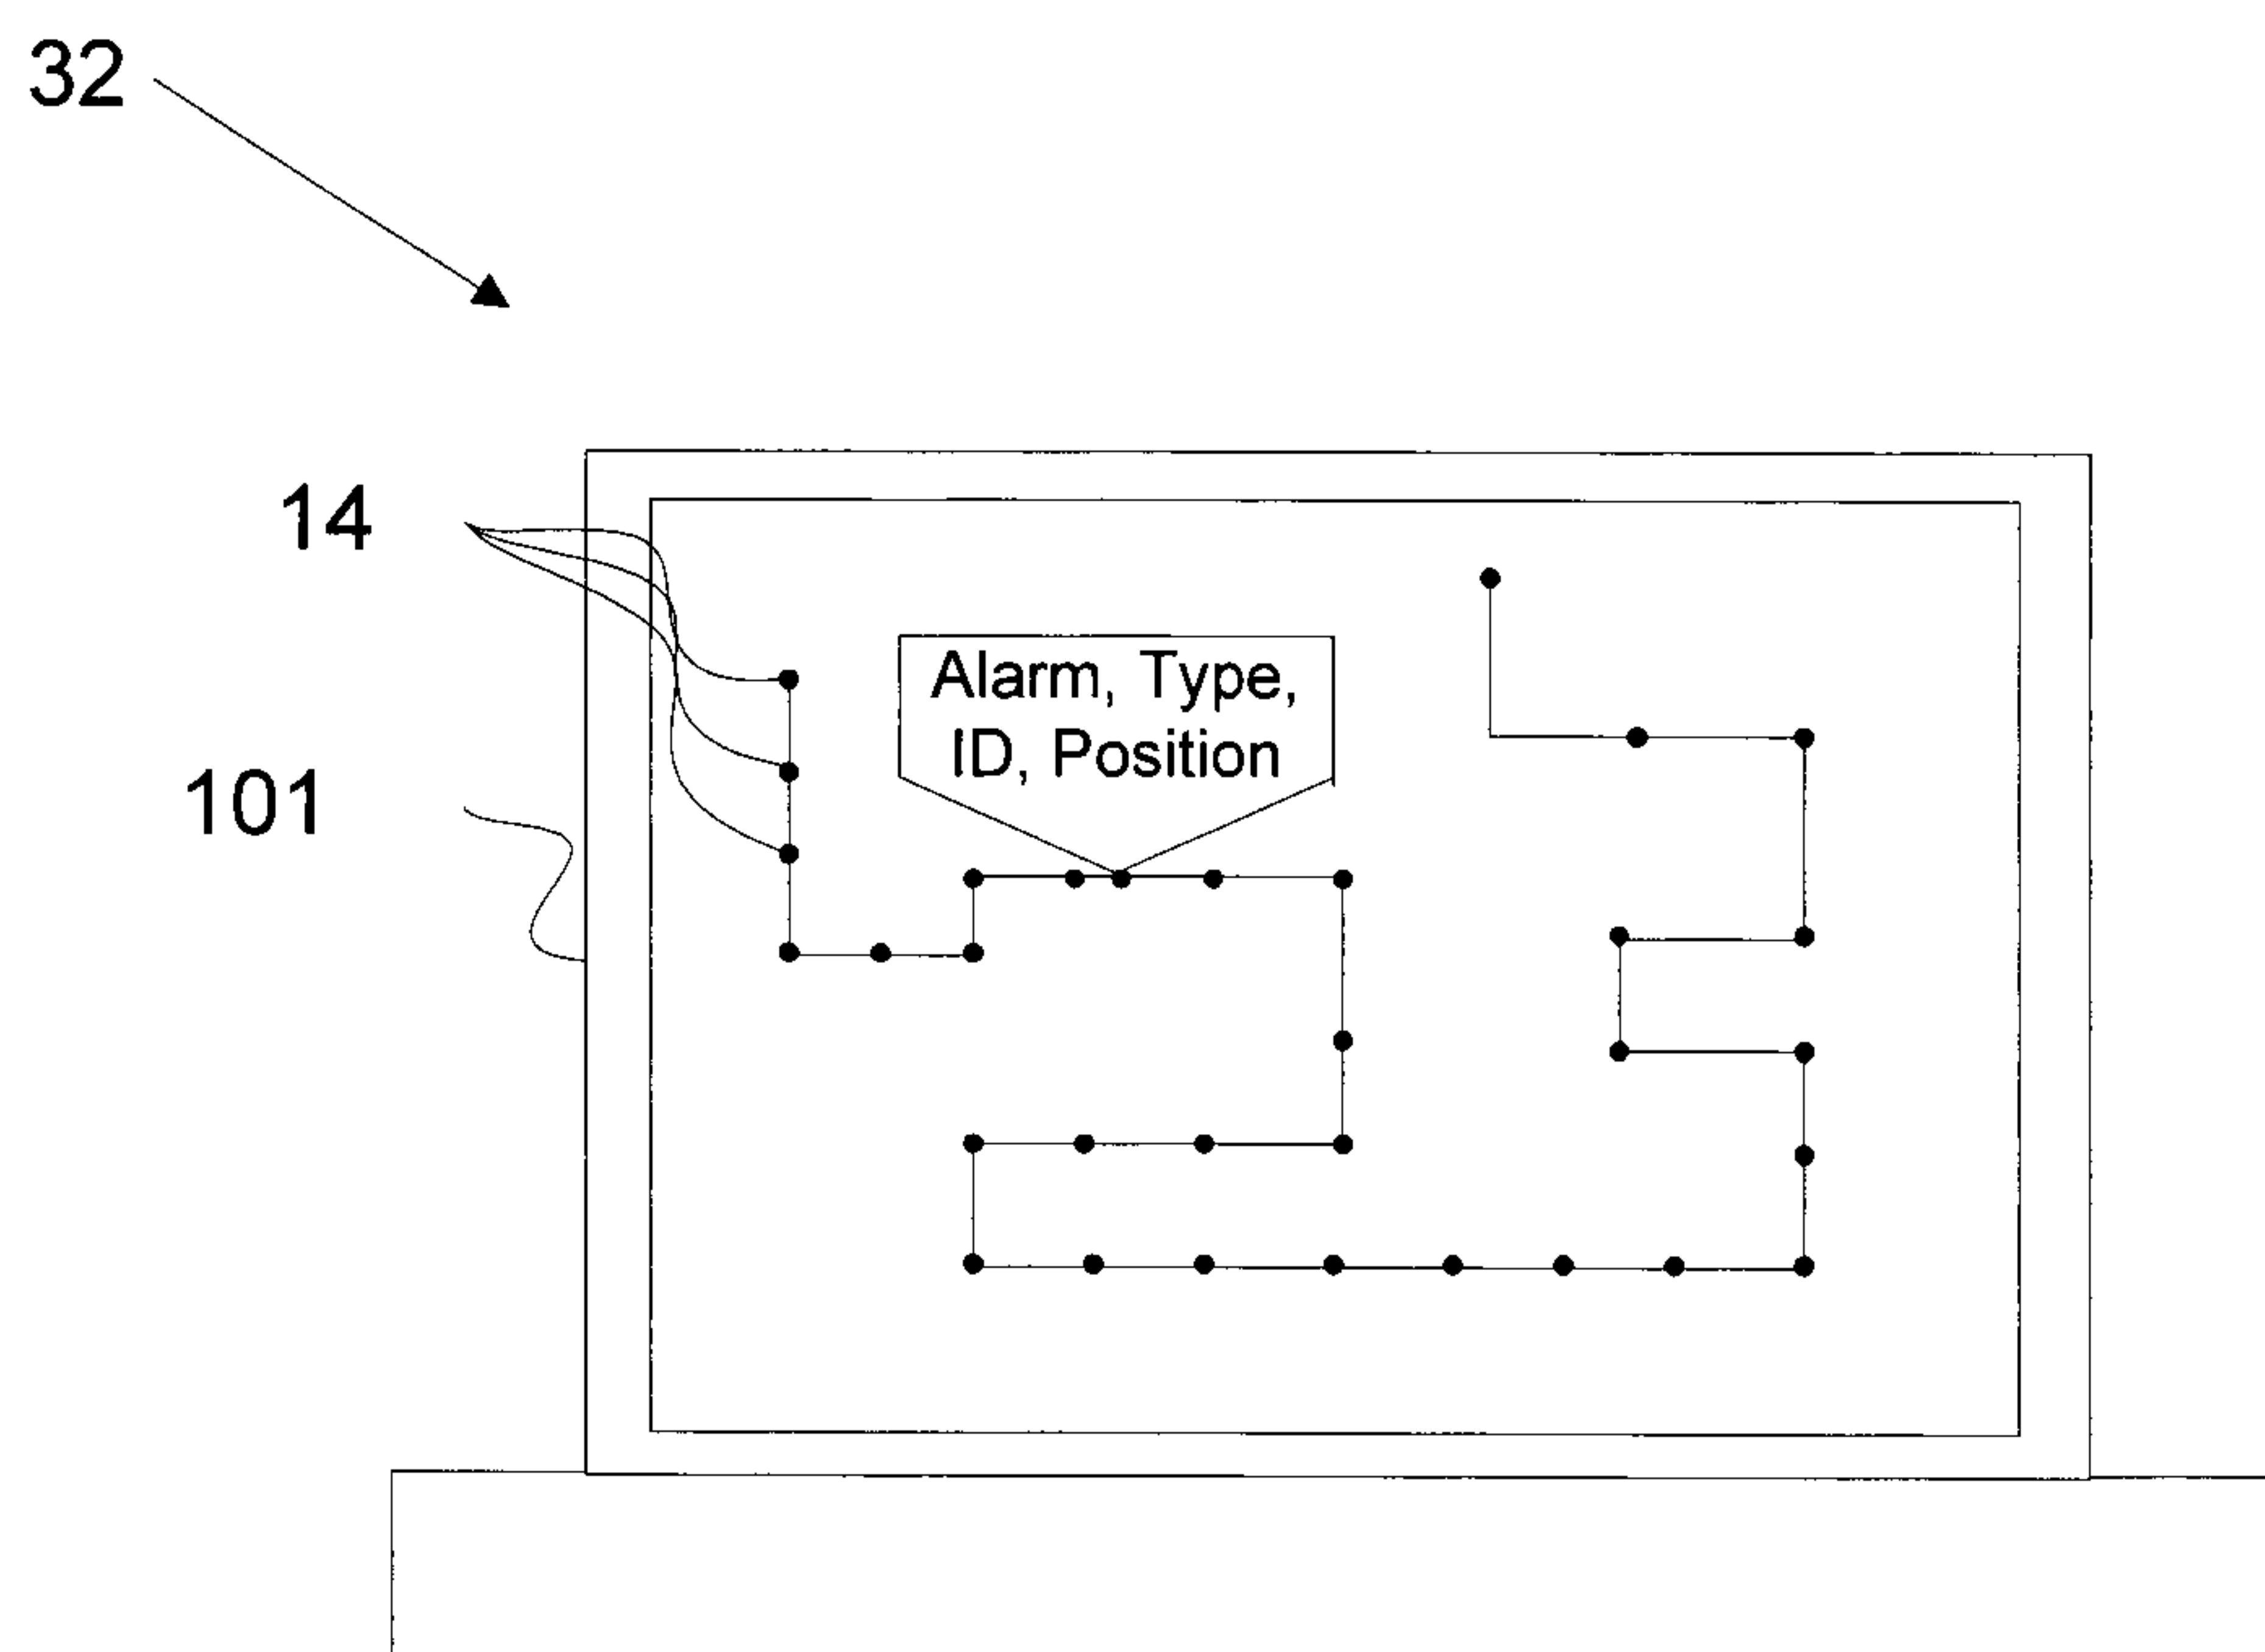 32
14
Alarm, Type,
ID, Position
101